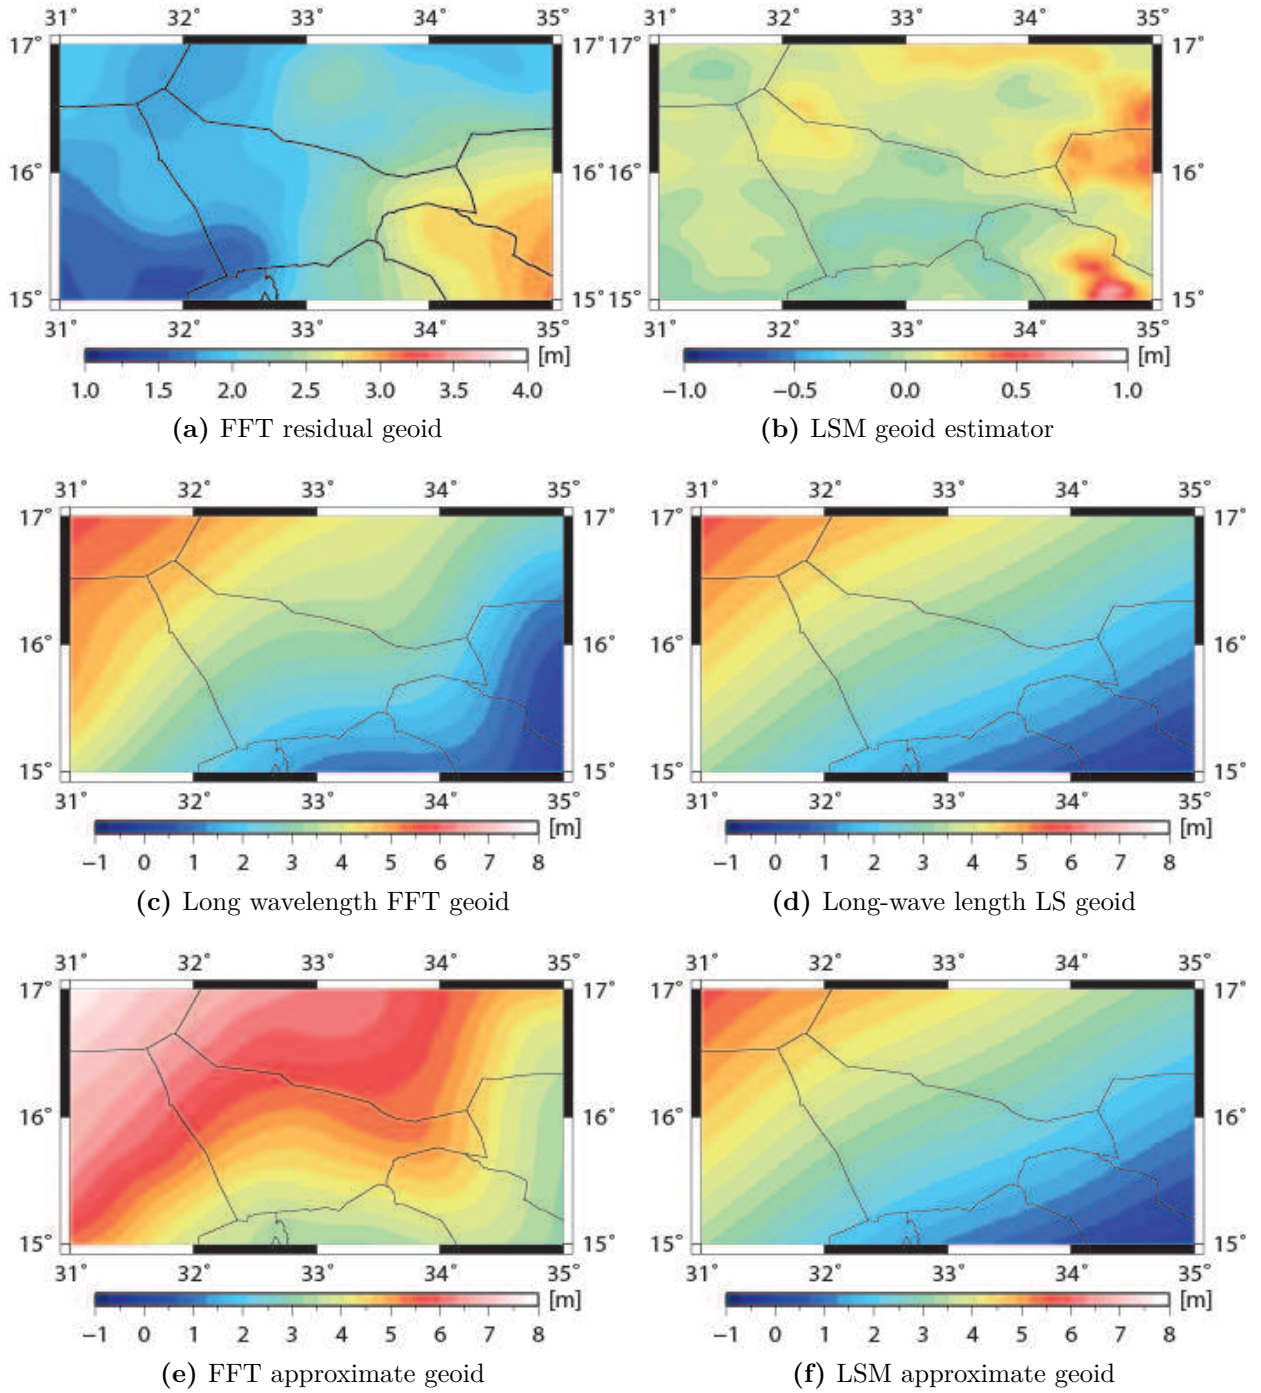 31° 32° 33° 34° 35°
17°
16°
15°
31° 32° 33° 34° 35°
[m]
1.0 1.5 2.0 2.5 3.0 3.5 4.0
(a) FFT residual geoid
31° 32° 33° 34° 35°
17° 17°
16° 16°
15° 15°
31° 32° 33° 34° 35°
[m]
−1.0 −0.5 0.0 0.5 1.0
(b) LSM geoid estimator
31° 32° 33° 34° 35°
17° 17°
16° 16°
15° 15°
31° 32° 33° 34° 35°
[m]
−1 0 1 2 3 4 5 6 7 8
(c) Long wavelength FFT geoid
31° 32° 33° 34° 35°
17° 17°
16° 16°
15° 15°
31° 32° 33° 34° 35°
[m]
−1 0 1 2 3 4 5 6 7 8
(d) Long-wave length LS geoid
31° 32° 33° 34° 35°
17° 17°
16° 16°
15° 15°
31° 32° 33° 34° 35°
[m]
−1 0 1 2 3 4 5 6 7 8
(e) FFT approximate geoid
31° 32° 33° 34° 35°
17° 17°
16° 16°
15° 15°
31° 32° 33° 34° 35°
[m]
−1 0 1 2 3 4 5 6 7 8
(f) LSM approximate geoid